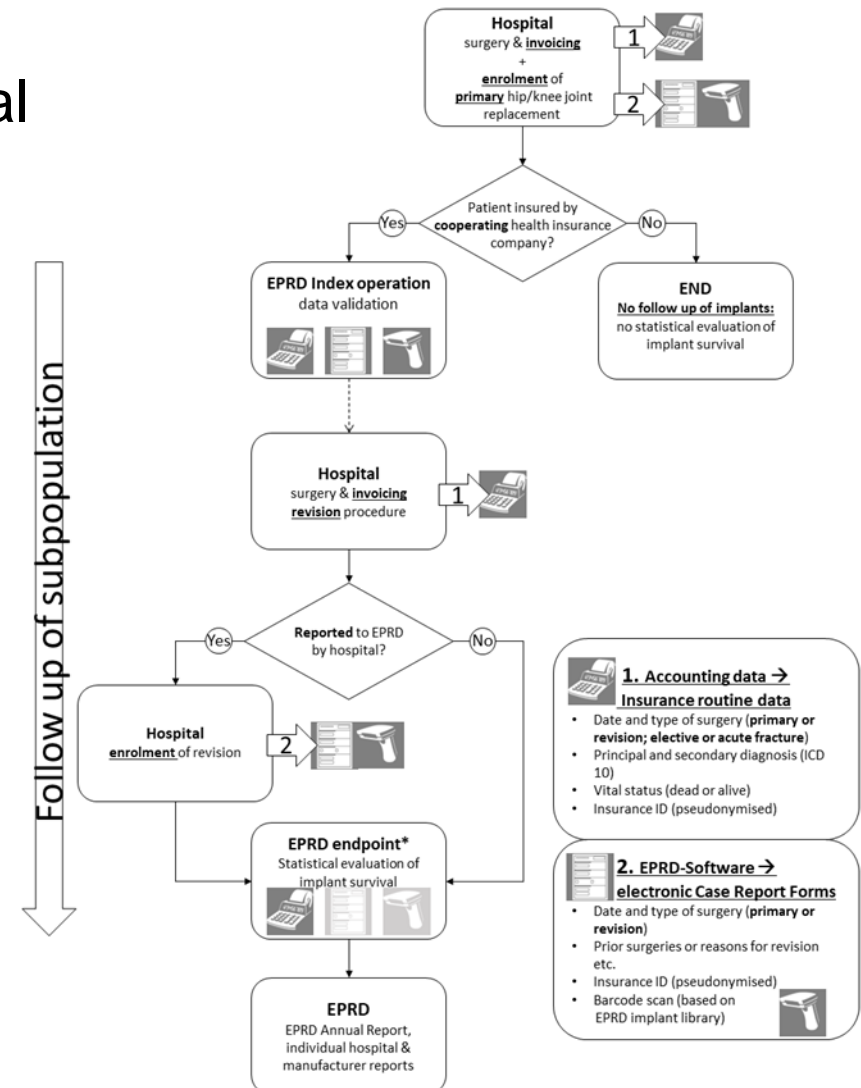 al
Hospital
surgery & invoicing
+
enrolment of
primary hip/knee joint
replacement
1
2
Patient insured by
cooperating health insurance
company?
Yes
No
EPRD Index operation
data validation
END
No follow up of implants:
no statistical evaluation of
implant survival
Follow up of subpopulation
Hospital
surgery & invoicing
revision procedure
1
Reported to EPRD
by hospital?
Yes
No
Hospital
enrolment of revision
2
EPRD endpoint*
Statistical evaluation of
implant survival
EPRD
EPRD Annual Report,
individual hospital &
manufacturer reports
1. Accounting data →
Insurance routine data
• Date and type of surgery (primary or
revision; elective or acute fracture)
• Principal and secondary diagnosis (ICD
10)
• Vital status (dead or alive)
• Insurance ID (pseudonymised)
2. EPRD-Software →
electronic Case Report Forms
• Date and type of surgery (primary or
revision)
• Prior surgeries or reasons for revision
etc.
• Insurance ID (pseudonymised)
• Barcode scan (based on
EPRD implant library)